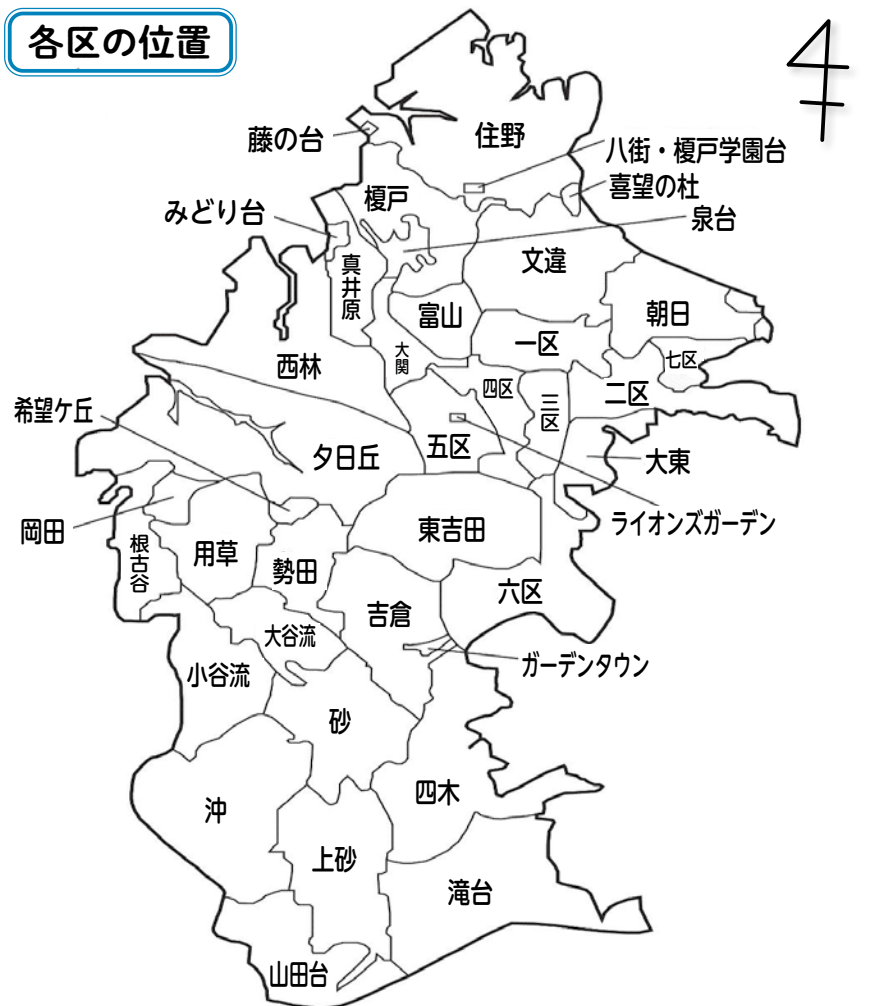 各区の位置
住野
藤の台
八街・榎戸学園台
喜望の杜
榎戸
みどり台
泉台
文違
真井原
富山
朝日
一区
大関
七区
西林
四区
二区
三区
希望ケ丘
五区
夕日丘
大東
ライオンズガーデン
岡田
東吉田
根古谷
用草
勢田
六区
吉倉
大谷流
ガーデンタウン
小谷流
砂
四木
沖
上砂
滝台
山田台